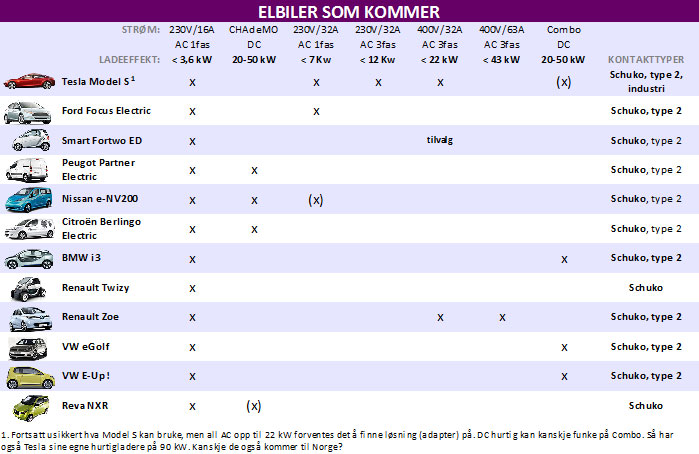 ELBILER SOM KOMMER
STRØM: 230V/16A CHAdeMO 230V/32A 230V/32A 400V/32A 400V/63A Combo
AC 1fas DC AC 1fas AC 3fas AC 3fas AC 3fas DC
LADEEFFEKT: < 3,6 kW 20-50 kW < 7 Kw < 12 Kw < 22 kW < 43 kW 20-50 kW KONTAKTTYPER
Tesla Model S1 x x x x (x) Schuko, type 2,
industri
Ford Focus Electric x x Schuko, type 2
Smart Fortwo ED x tilvalg Schuko, type 2
Peugot Partner
Electric x x Schuko, type 2
Nissan e-NV200 x x (x) Schuko, type 2
Citroën Berlingo
Electric x x Schuko, type 2
BMW i3 x x Schuko, type 2
Renault Twizy x Schuko
Renault Zoe x x x Schuko, type 2
VW eGolf x x Schuko, type 2
VW E-Up! x x Schuko, type 2
Reva NXR x (x) Schuko
1. Fortsatt usikkert hva Model S kan bruke, men all AC opp til 22 kW forventes det å finne løsning (adapter) på. DC hurtig kan kanskje funke på Combo. Så har
også Tesla sine egne hurtigladere på 90 kW. Kanskje de også kommer til Norge?